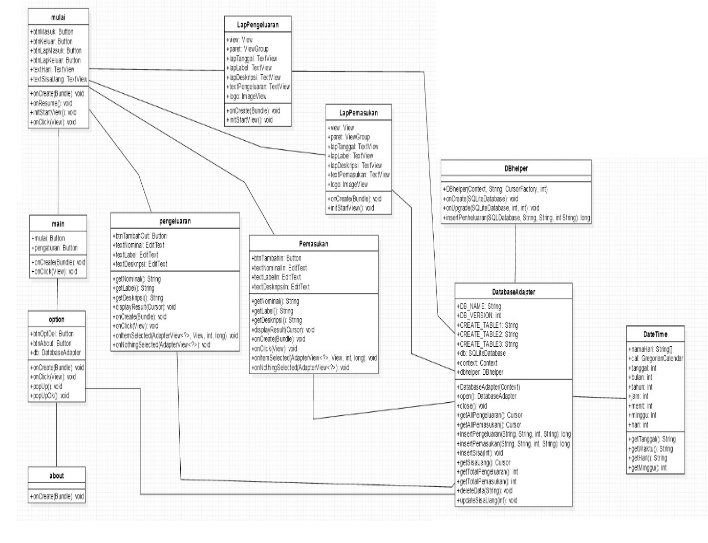 mulai
+btnMasuk: Button
+btnKeluar: Button
+btnLapMasuk: Button
+btnLapKeluar: Button
+textHari: TextView
+textSisaUang: TextView
+onCreate(Bundle): void
+onResume(): void
+initStartView(): void
+onClick(View): void
LapPengeluaran
+view: View
+paret: ViewGroup
+lapTanggal: TextView
+lapLabel: TextView
+lapDeskripsi: TextView
+textPengeluaran: TextView
+logo: ImageView
+onCreate(Bundle): void
+initStartView(): void
LapPemasukan
+view: View
+paret: ViewGroup
+lapTanggal: TextView
+lapLabel: TextView
+lapDeskripsi: TextView
+textPemasukan: TextView
+logo: ImageView
+onCreate(Bundle): void
+initStartView(): void
DBhelper
+DBhelper(Context, String, CursorFactory, int)
+onCreate(SQLiteDatabase): void
+onUpgrade(SQLiteDatabase, int, int): void
+insertPenheluran(SQLDatabase, String, String, int String): long
main
+mulai: Button
+pengaturan: Button
+onCreate(Bundle): void
+onClick(View): void
pengeluaran
+btnTambahOut: Button
+textNominal: EditText
+textLabel: EditText
+textDeskripsi: EditText
+getNominal(): String
+getLabel(): String
+getDeskripsi(): String
+displayResult(Cursor): void
+onCreate(Bundle): void
+onClick(View): void
+onItemSelected(AdapterView<?>, View, int, long): void
+onNothingSelected(AdapterView<?>): void
Pemasukan
+btnTambahIn: Button
+textNominalIn: EditText
+textLabelIn: EditText
+textDeskripsiIn: EditText
+getNominal(): String
+getLabel(): String
+getDeskripsi(): String
+displayResult(Cursor): void
+onCreate(Bundle): void
+onClick(View): void
+onItemSelected(AdapterView<?>, View, int, long): void
+onNothingSelected(AdapterView<?>): void
DatabaseAdapter
+DB_NAME: String
+DB_VERSION: int
+CREATE_TABLE1: String
+CREATE_TABLE2: String
+CREATE_TABLE3: String
+db: SQLiteDatabase
+context: Context
+dbhelper: DBhelper
+DatabaseAdapter(Context)
+open(): DatabaseAdapter
+close(): void
+getAllPengeluaran(): Cursor
+getAllPemasukan(): Cursor
+insertPengeluaran(String, String, int, String): long
+insertPemasukan(String, String, int, String): long
+insertSisa(int): void
+getSisaUang(): Cursor
+getTotalPengeluaran(): int
+getTotalPemasukan(): int
+deleteData(String): void
+updateSisaUang(int): void
option
+btnOptDel: Button
+btnAbout: Button
+db: DatabaseAdapter
+onCreate(Bundle): void
+onClick(View): void
+popUp(): void
+popUpOk(): void
DateTime
+namaHari: String[]
+cal: GregorianCalendar
+tanggal: int
+bulan: int
+tahun: int
+jam: int
+menit: int
+minggu: int
+hari: int
+getTanggal(): String
+getWaktu(): String
+getHari(): String
+getMinggu(): int
about
+onCreate(Bundle): void